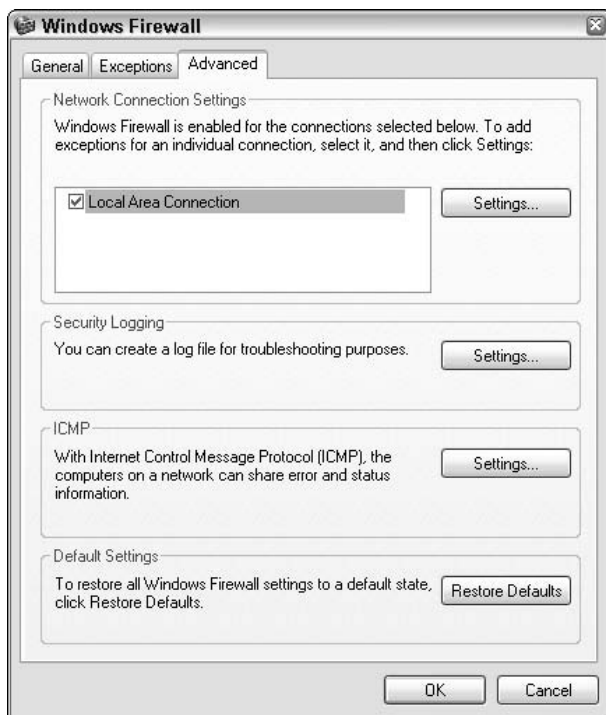 Windows Firewall
General Exceptions Advanced
Network Connection Settings
Windows Firewall is enabled for the connections selected below. To add
exceptions for an individual connection, select it, and then click Settings:
Local Area Connection
Settings...
Security Logging
You can create a log file for troubleshooting purposes.
Settings...
ICMP
With Internet Control Message Protocol (ICMP), the
computers on a network can share error and status
information.
Settings...
Default Settings
To restore all Windows Firewall settings to a default state,
click Restore Defaults.
Restore Defaults
OK Cancel